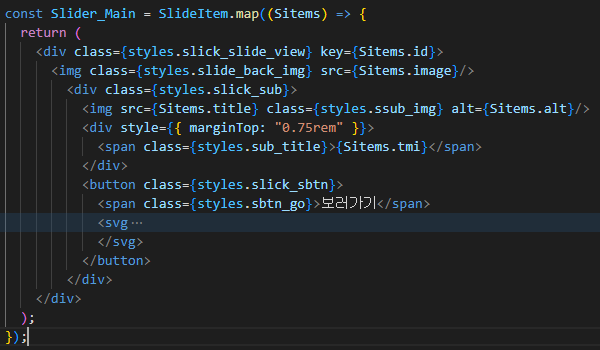 const Slider_Main = SlideItem.map((Sitems) => {
  return (
    <div class={styles.slick_slide_view} key={Sitems.id}>
      <img class={styles.slide_back_img} src={Sitems.image}/>
        <div class={styles.slick_sub}>
          <img src={Sitems.title} class={styles.ssub_img} alt={Sitems.alt}/>
          <div style={{ marginTop: "0.75rem" }}>
            <span class={styles.sub_title}>{Sitems.tmi}</span>
          </div>
          <button class={styles.slick_sbtn}>
            <span class={styles.sbtn_go}>보러가기</span>
            <svg…
            </svg>
          </button>
        </div>
    </div>
  );
});